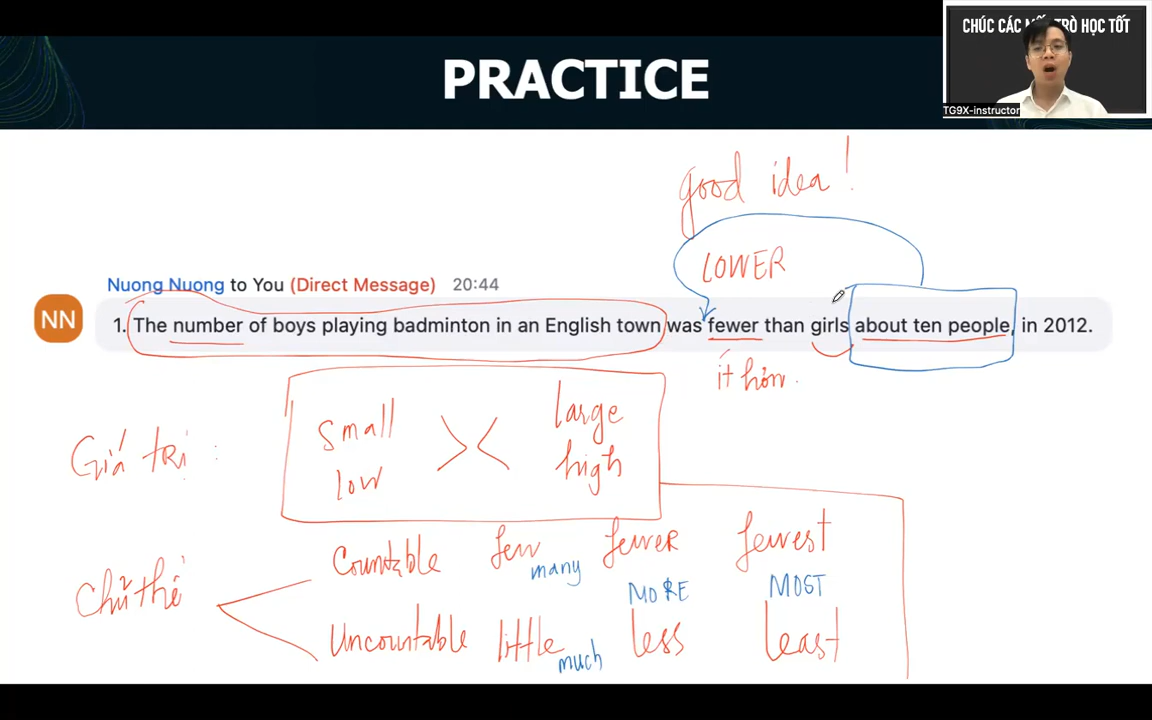 CHÚC CÁC MỐI TRÒ HỌC TỐT
TG9X-instructor
PRACTICE
good idea!
LOWER
Nuong Nuong to You (Direct Message) 20:44
NN
1. The number of boys playing badminton in an English town was fewer than girls about ten people, in 2012.
ít hơn.
small large
low high
Giá trị :
Countable few fewer fewest
many
MORE MOST
Chủ thể
Uncountable little less least
much